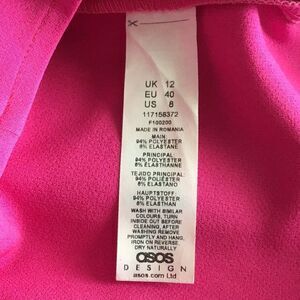 UK 12
EU 40
US 8
117158372
F100200
MADE IN ROMANIA
MAIN:
94% POLYESTER
6% ELASTANE
PRINCIPAL:
94% POLYESTER
6% ELASTHANNE
TEJIDO PRINCIPAL:
94% POLIÉSTER
6% ELASTANO
HAUPTSTOFF:
94% POLYESTER
6% ELASTHAN
WASH WITH SIMILAR
COLOURS, TURN
INSIDE OUT BEFORE
CLEANING, AFTER
WASHING REMOVE
PROMPTLY AND HANG,
IRON ON REVERSE,
DRY NATURALLY
asos
DESIGN
asos.com Ltd